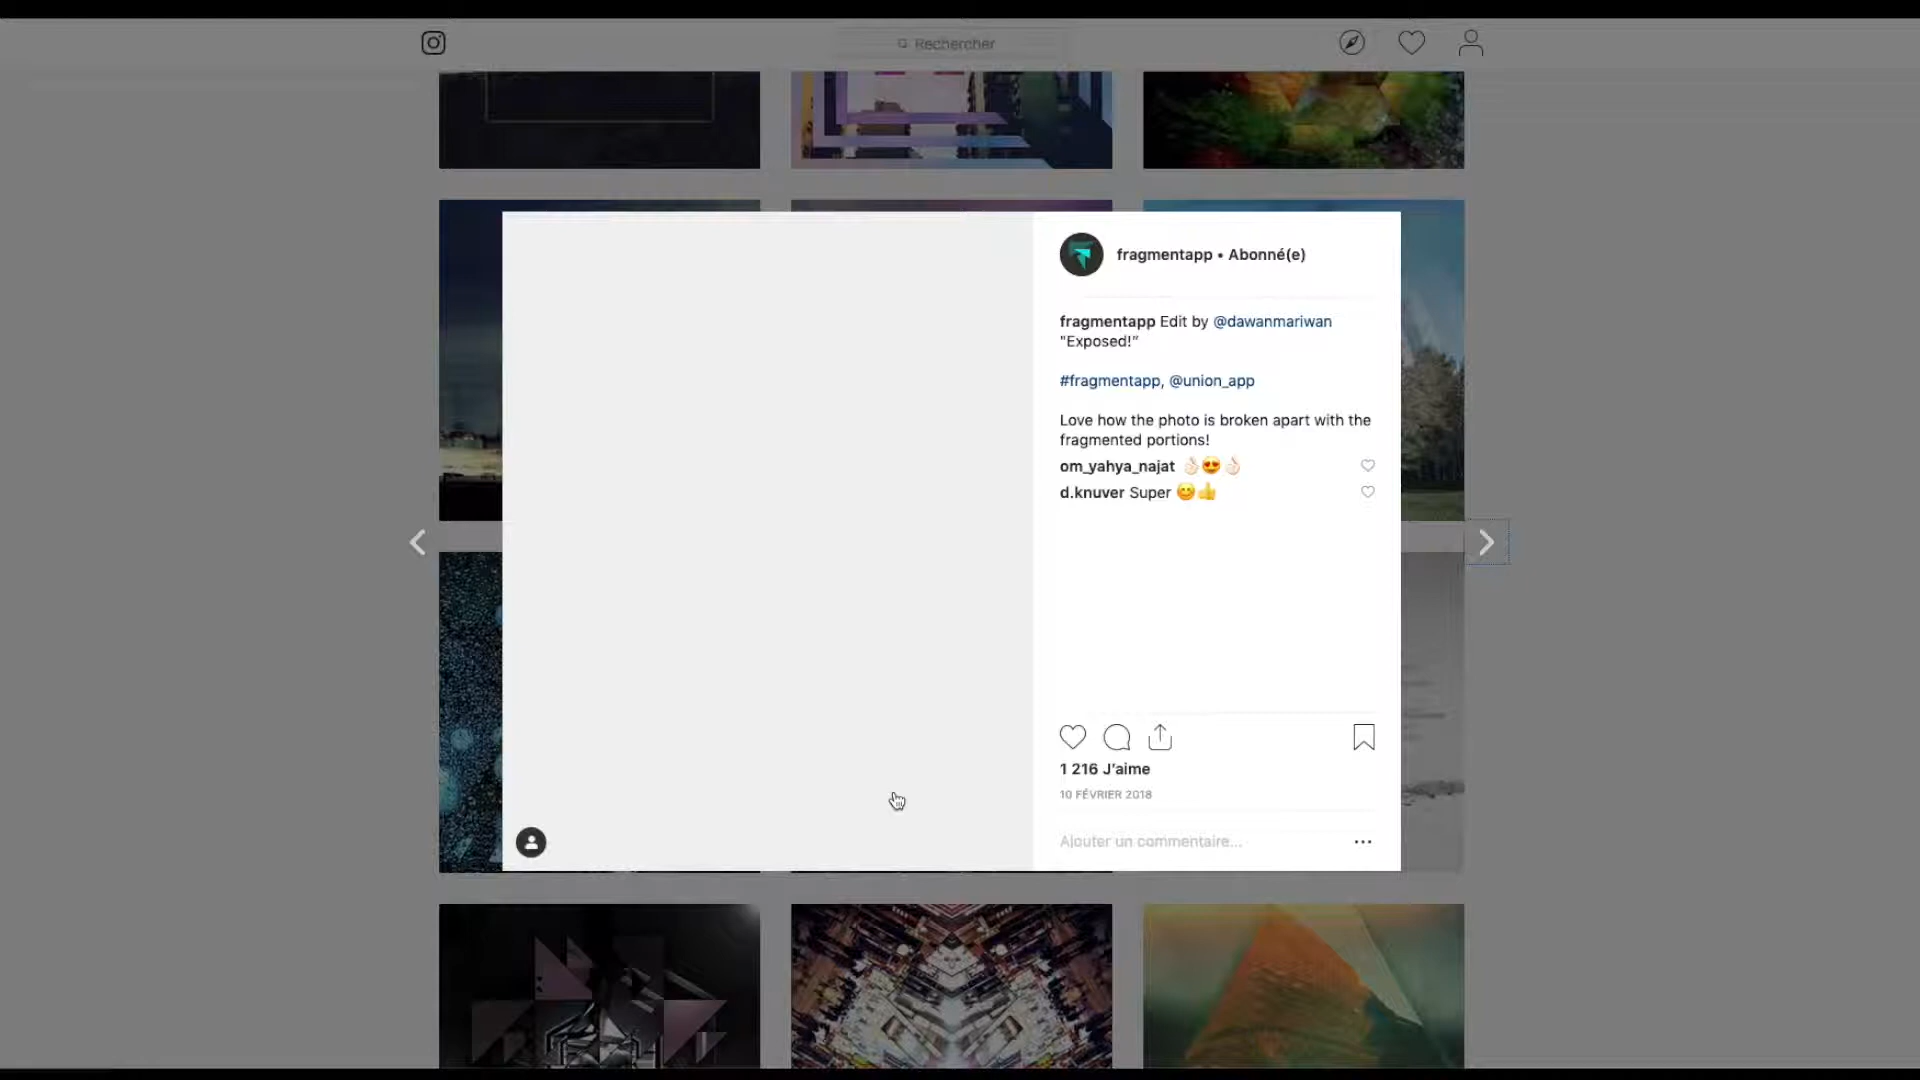 Rechercher
fragmentapp • Abonné(e)
fragmentapp Edit by @dawanmariwan
"Exposed!"
#fragmentapp, @union_app
Love how the photo is broken apart with the
fragmented portions!
om_yahya_najat 👌🏻😍👌🏻
d.knuver Super 😊👍
1 216 J'aime
10 FÉVRIER 2018
Ajouter un commentaire...